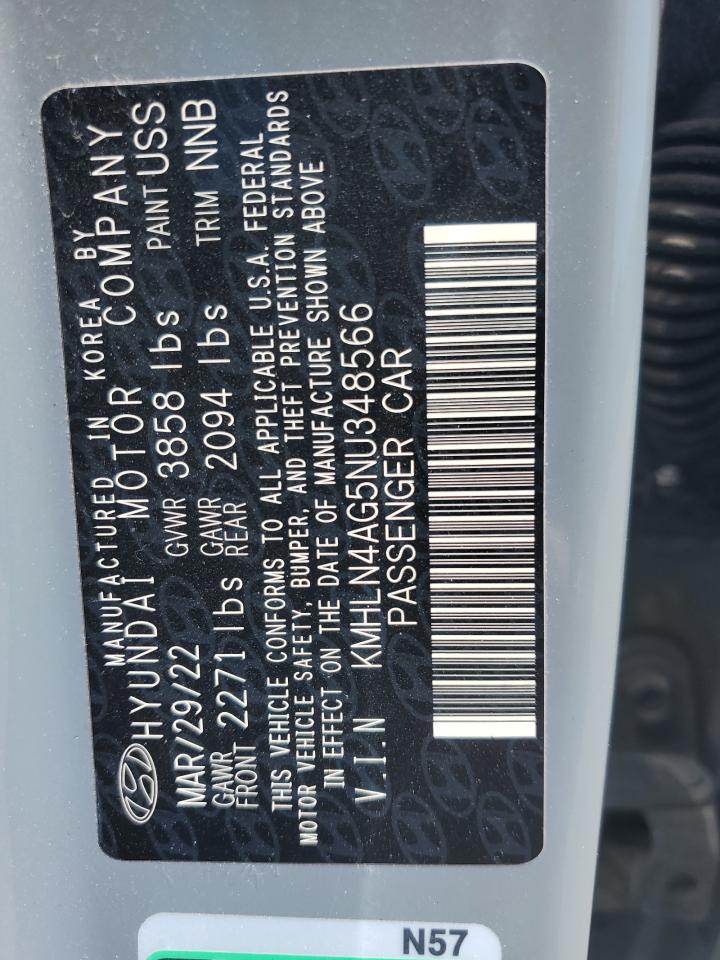 MANUFACTURED IN KOREA BY
HYUNDAI MOTOR COMPANY
MAR/29/22 GVWR 3858 lbs PAINT USS
GAWR FRONT 2271 lbs GAWR REAR 2094 lbs TRIM NNB
THIS VEHICLE CONFORMS TO ALL APPLICABLE U.S.A. FEDERAL
MOTOR VEHICLE SAFETY, BUMPER, AND THEFT PREVENTION STANDARDS
IN EFFECT ON THE DATE OF MANUFACTURE SHOWN ABOVE
V.I.N KMHLN4AG5NU348566
PASSENGER CAR
N57